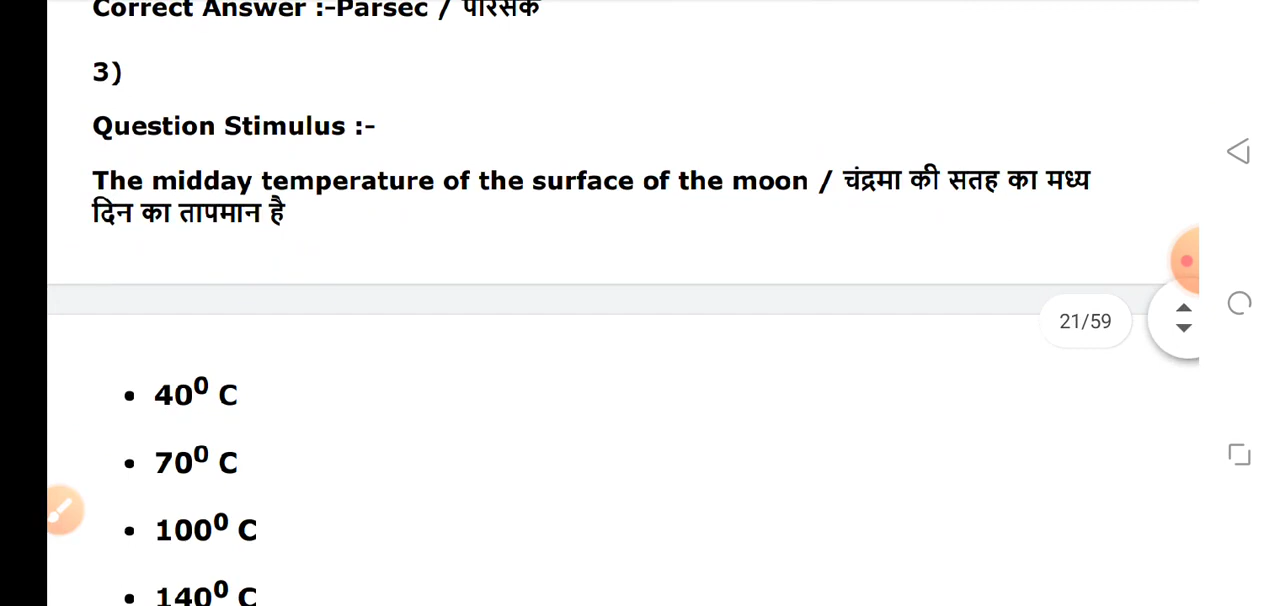 Correct Answer :-Parsec / पारसेक
3)
Question Stimulus :-
The midday temperature of the surface of the moon / चंद्रमा की सतह का मध्य
दिन का तापमान है
21/59
• 40⁰ C
• 70⁰ C
• 100⁰ C
• 140⁰ C